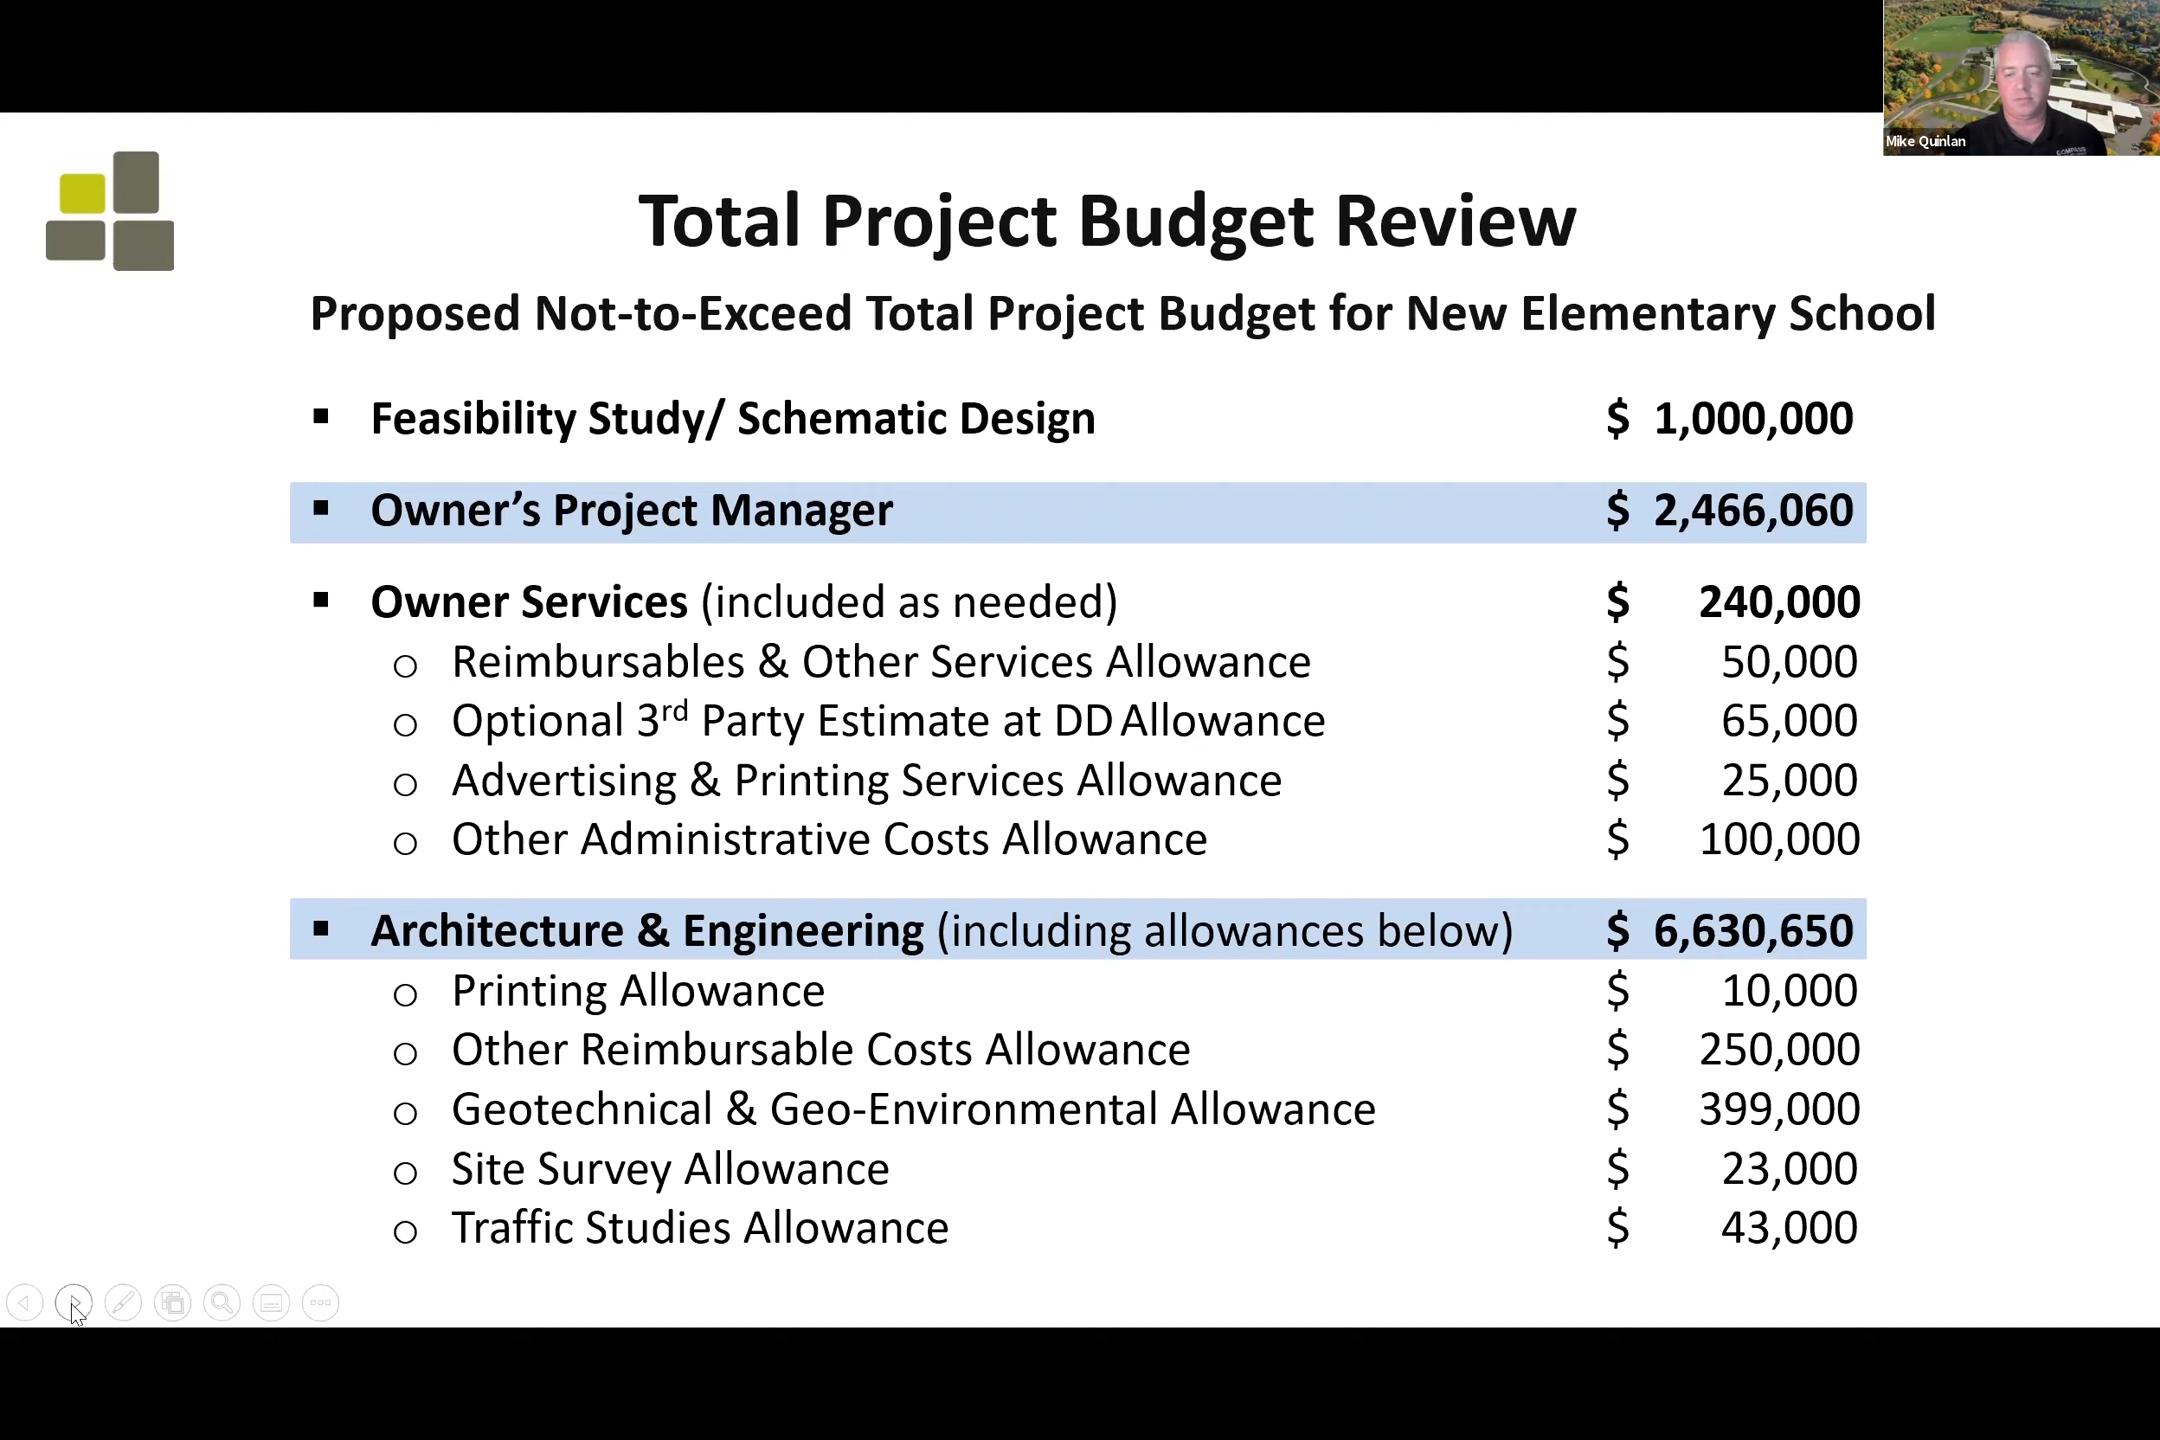 Mike Quinlan
COMPASS
Total Project Budget Review
Proposed Not-to-Exceed Total Project Budget for New Elementary School
▪ Feasibility Study/ Schematic Design $ 1,000,000
▪ Owner’s Project Manager $ 2,466,060
▪ Owner Services (included as needed) $ 240,000
o Reimbursables & Other Services Allowance $ 50,000
o Optional 3rd Party Estimate at DD Allowance $ 65,000
o Advertising & Printing Services Allowance $ 25,000
o Other Administrative Costs Allowance $ 100,000
▪ Architecture & Engineering (including allowances below) $ 6,630,650
o Printing Allowance $ 10,000
o Other Reimbursable Costs Allowance $ 250,000
o Geotechnical & Geo-Environmental Allowance $ 399,000
o Site Survey Allowance $ 23,000
o Traffic Studies Allowance $ 43,000